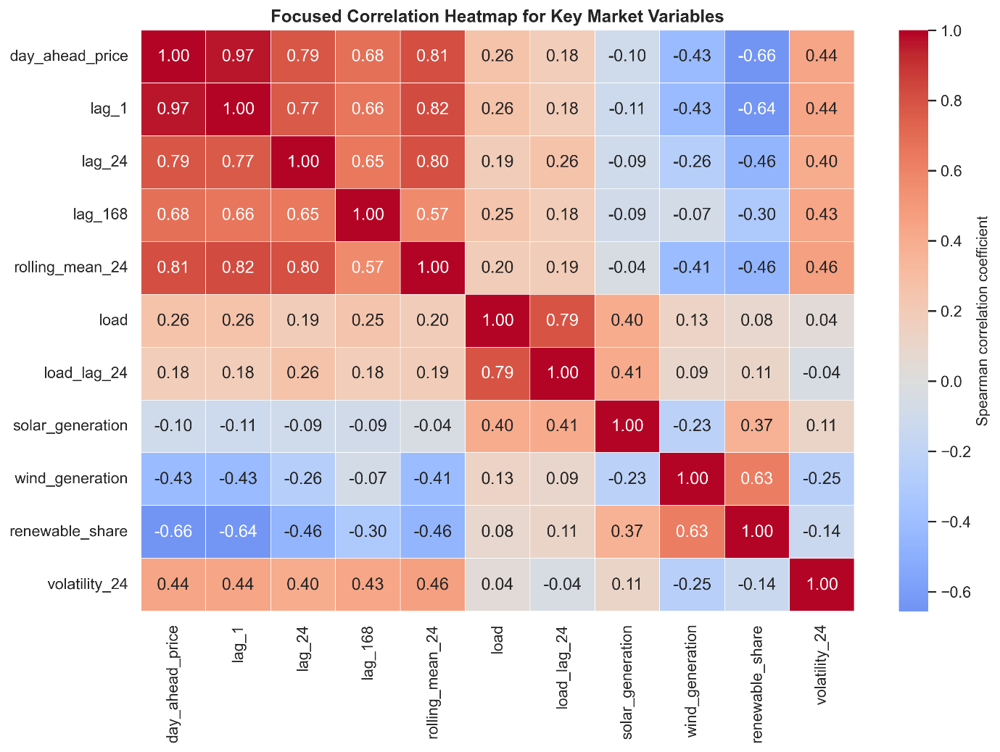 Focused Correlation Heatmap for Key Market Variables
day_ahead_price 1.00 0.97 0.79 0.68 0.81 0.26 0.18 -0.10 -0.43 -0.66 0.44
lag_1 0.97 1.00 0.77 0.66 0.82 0.26 0.18 -0.11 -0.43 -0.64 0.44
lag_24 0.79 0.77 1.00 0.65 0.80 0.19 0.26 -0.09 -0.26 -0.46 0.40
lag_168 0.68 0.66 0.65 1.00 0.57 0.25 0.18 -0.09 -0.07 -0.30 0.43
rolling_mean_24 0.81 0.82 0.80 0.57 1.00 0.20 0.19 -0.04 -0.41 -0.46 0.46
load 0.26 0.26 0.19 0.25 0.20 1.00 0.79 0.40 0.13 0.08 0.04
load_lag_24 0.18 0.18 0.26 0.18 0.19 0.79 1.00 0.41 0.09 0.11 -0.04
solar_generation -0.10 -0.11 -0.09 -0.09 -0.04 0.40 0.41 1.00 -0.23 0.37 0.11
wind_generation -0.43 -0.43 -0.26 -0.07 -0.41 0.13 0.09 -0.23 1.00 0.63 -0.25
renewable_share -0.66 -0.64 -0.46 -0.30 -0.46 0.08 0.11 0.37 0.63 1.00 -0.14
volatility_24 0.44 0.44 0.40 0.43 0.46 0.04 -0.04 0.11 -0.25 -0.14 1.00
day_ahead_price
lag_1
lag_24
lag_168
rolling_mean_24
load
load_lag_24
solar_generation
wind_generation
renewable_share
volatility_24
1.0
0.8
0.6
0.4
0.2
0.0
−0.2
−0.4
−0.6
Spearman correlation coefficient